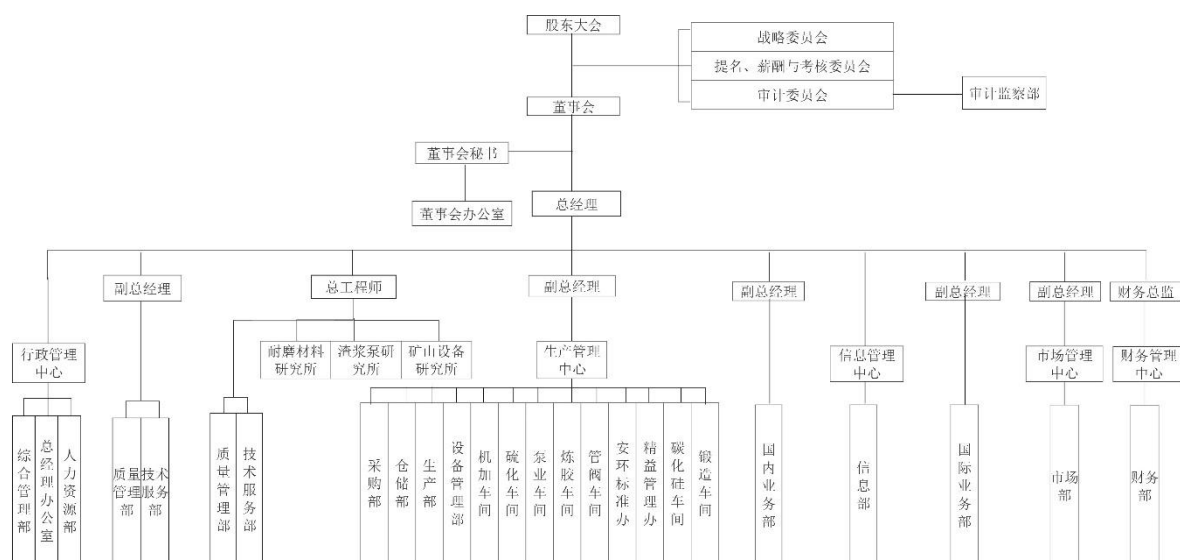 股东大会
战略委员会
提名、薪酬与考核委员会
审计委员会
审计监察部
董事会
董事会秘书
董事会办公室
总经理
副总经理
总工程师
副总经理
副总经理
副总经理
副总经理
财务总监
行政管理
中心
耐磨材料
研究所
渣浆泵研
究所
矿山设备
研究所
生产管理
中心
信息管理
中心
市场管理
中心
财务管理
中心
综合管理部
总经理办公室
人力资源部
质量
管理
部
技术
服务
部
质量管理部
技术服务部
采购部
仓储部
生产部
设备管理部
机加车间
硫化车间
泵业车间
炼胶车间
管阀车间
安环标准办
精益管理办
碳化硅车间
锻造车间
国内业务部
信息部
国际业务部
市场
部
财务
部